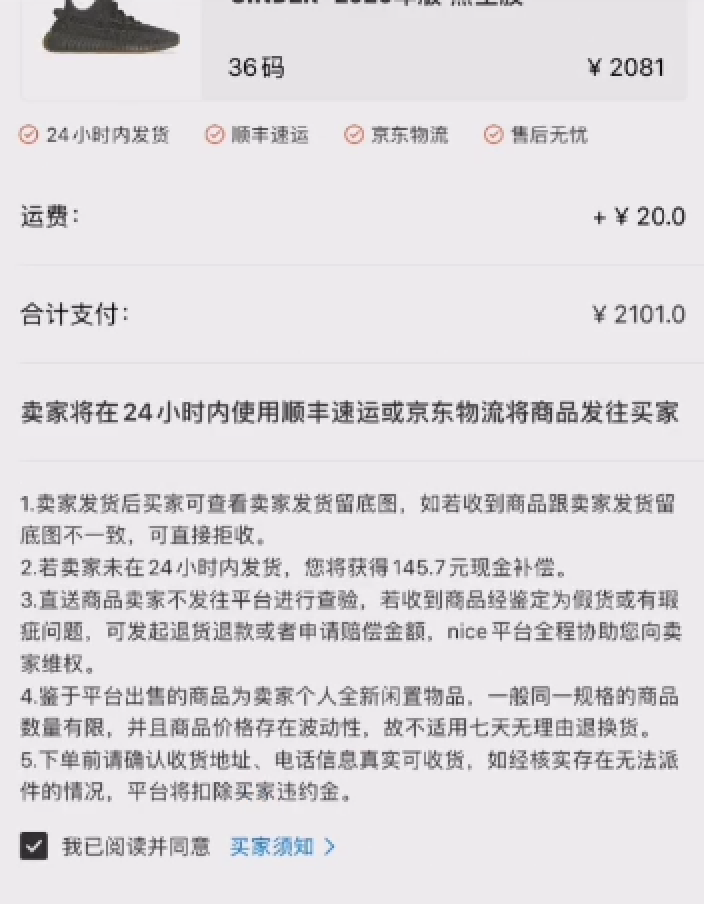 36码
¥ 2081
24小时内发货 顺丰速运 京东物流 售后无忧
运费：
+ ¥ 20.0
合计支付：
¥ 2101.0
卖家将在24小时内使用顺丰速运或京东物流将商品发往买家
1.卖家发货后买家可查看卖家发货留底图，如若收到商品跟卖家发货留
底图不一致，可直接拒收。
2.若卖家未在24小时内发货，您将获得145.7元现金补偿。
3.直送商品卖家不发往平台进行查验，若收到商品经鉴定为假货或有瑕
疵问题，可发起退货退款或者申请赔偿金额，nice平台全程协助您向卖
家维权。
4.鉴于平台出售的商品为卖家个人全新闲置物品，一般同一规格的商品
数量有限，并且商品价格存在波动性，故不适用七天无理由退换货。
5.下单前请确认收货地址、电话信息真实可收货，如经核实存在无法派
件的情况，平台将扣除买家违约金。
我已阅读并同意 买家须知 >